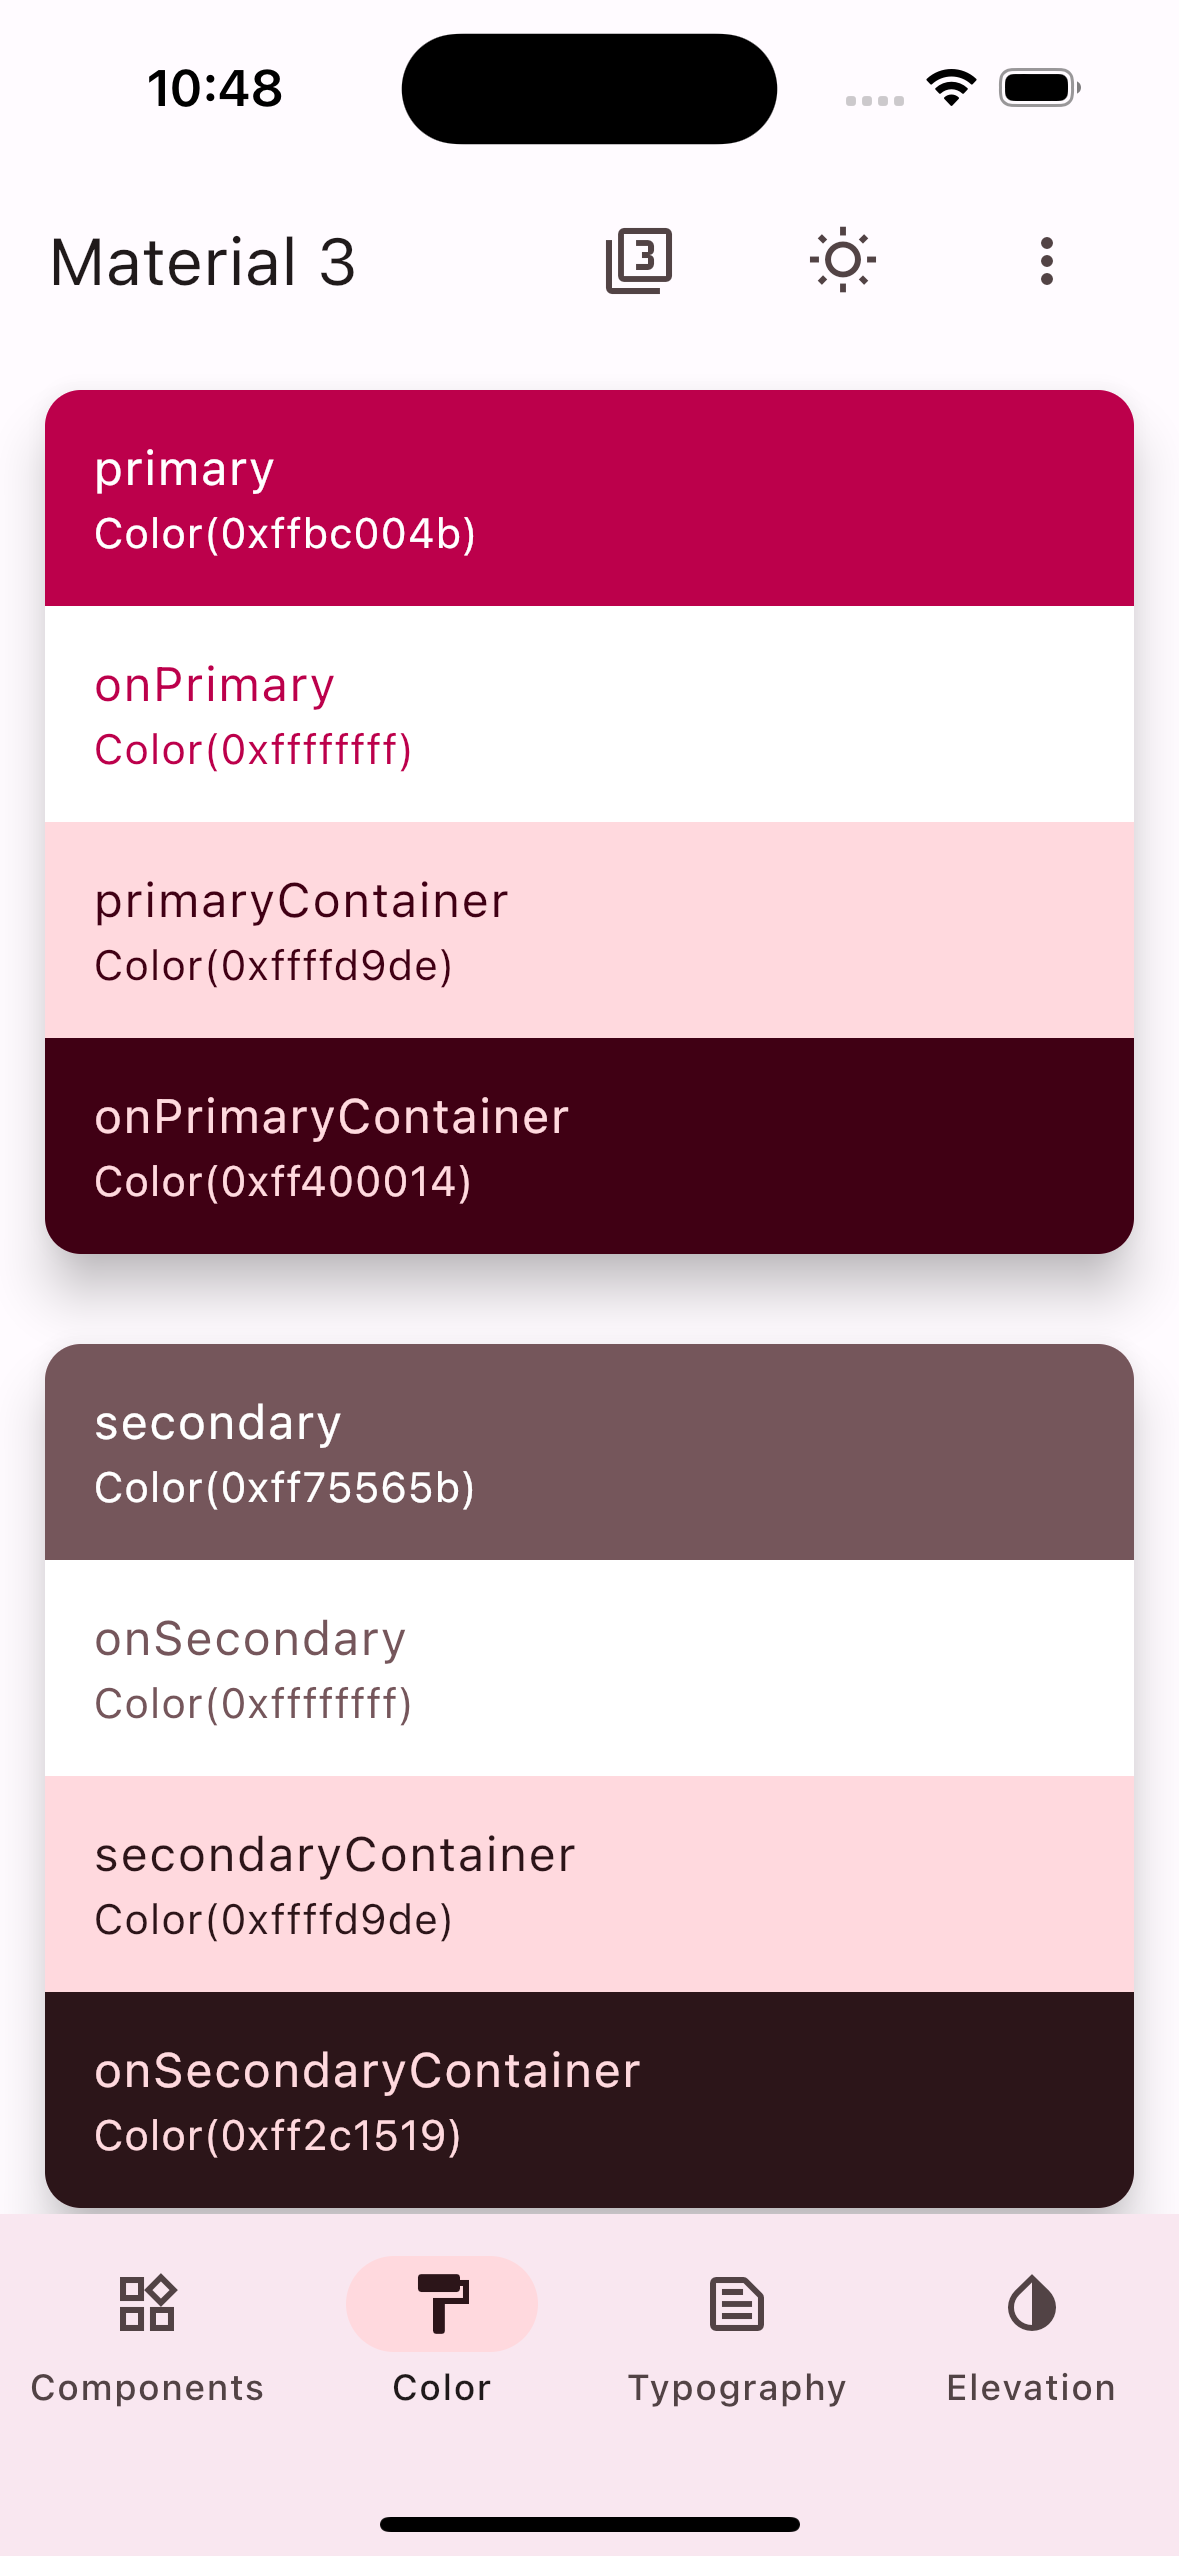 10:48
Material 3
3
primary
Color(0xffbc004b)
onPrimary
Color(0xffffffff)
primaryContainer
Color(0xffffd9de)
onPrimaryContainer
Color(0xff400014)
secondary
Color(0xff75565b)
onSecondary
Color(0xffffffff)
secondaryContainer
Color(0xffffd9de)
onSecondaryContainer
Color(0xff2c1519)
Components
Color
Typography
Elevation